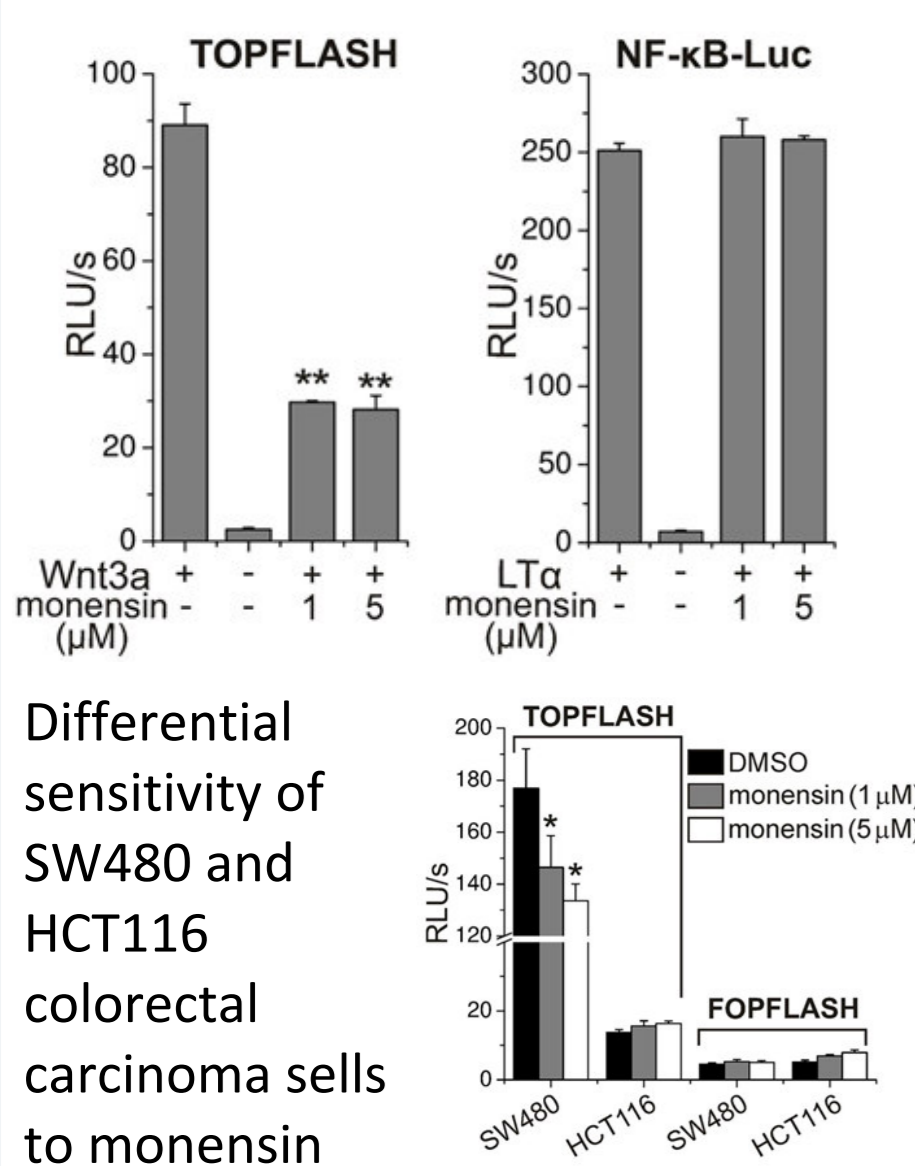 TOPFLASH
100
80
60
40
20
0
RLU/s
** **
Wnt3a + - + +
monensin - - 1 5
(μM)
NF-κB-Luc
300
250
200
150
100
50
0
RLU/s
LTα + - + +
monensin - - 1 5
(μM)
Differential
sensitivity of
SW480 and
HCT116
colorectal
carcinoma sells
to monensin
TOPFLASH
200
180
160
140
120
20
0
RLU/s
*
*
DMSO
monensin (1 μM)
monensin (5 μM)
FOPFLASH
SW480 HCT116 SW480 HCT116